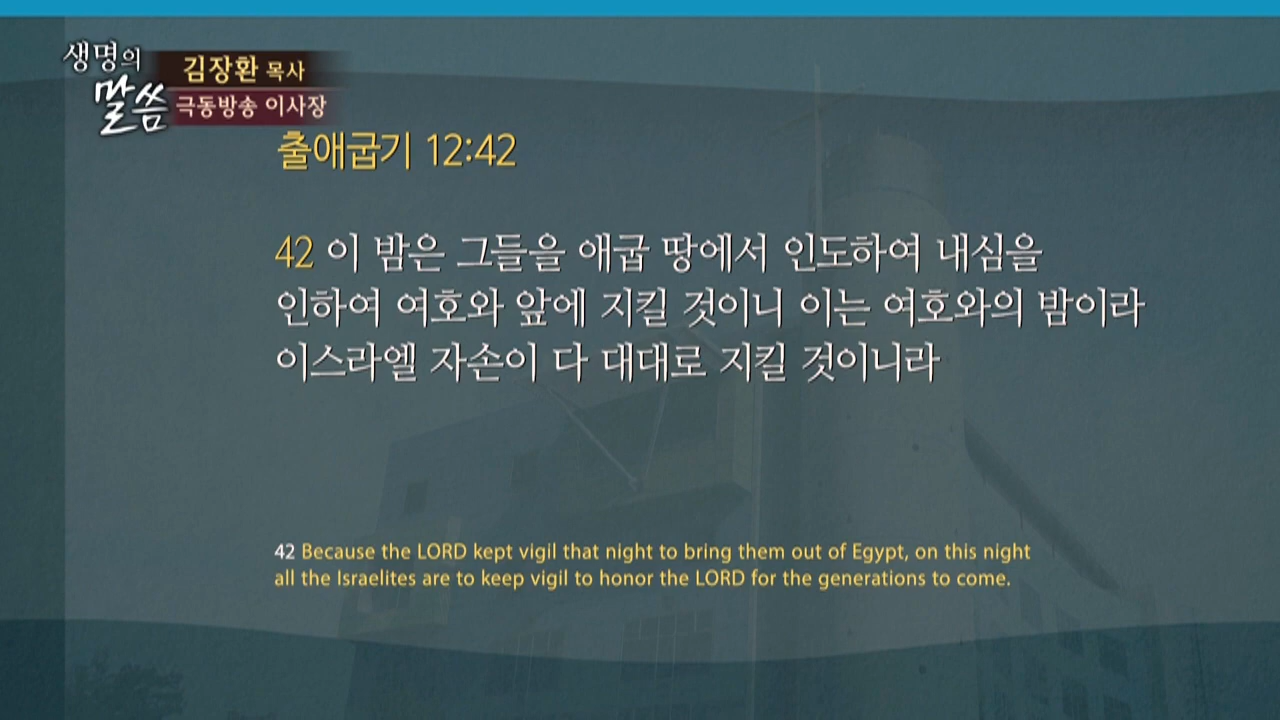 생명의
말씀
김장환 목사
극동방송 이사장
출애굽기 12:42
42 이 밤은 그들을 애굽 땅에서 인도하여 내심을
인하여 여호와 앞에 지킬 것이니 이는 여호와의 밤이라
이스라엘 자손이 다 대대로 지킬 것이니라
42 Because the LORD kept vigil that night to bring them out of Egypt, on this night
all the Israelites are to keep vigil to honor the LORD for the generations to come.